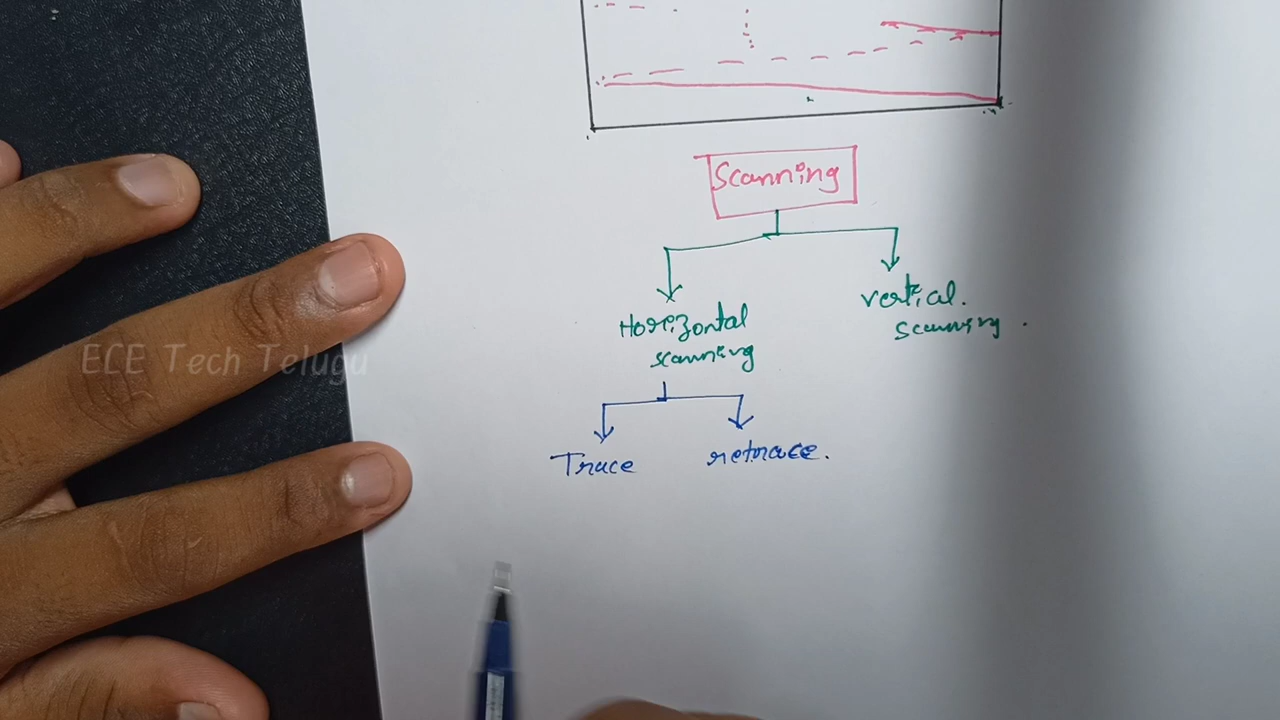 Scanning
Horizontal
scanning
vertical.
scanning.
ECE Tech Telugu
Trace
retrace.